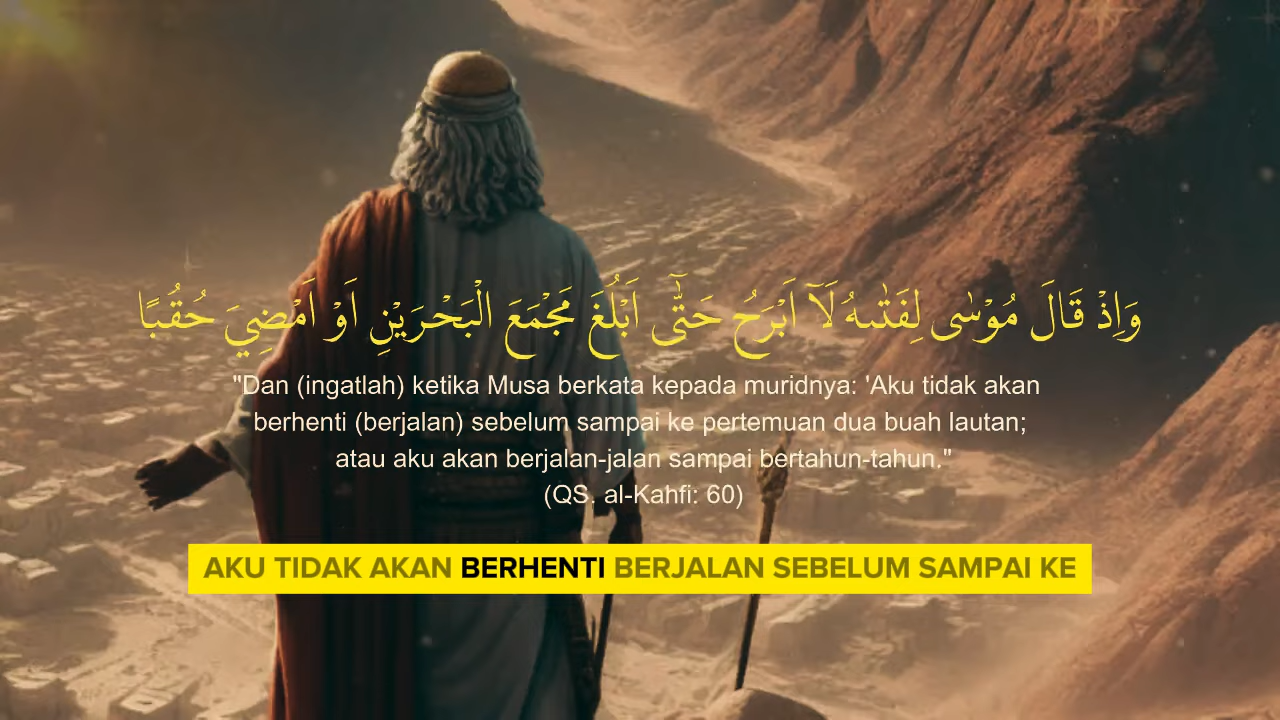 وَاِذْ قَالَ مُوْسٰى لِفَتٰىهُ لَآ اَبْرَحُ حَتّٰٓى اَبْلُغَ مَجْمَعَ الْبَحْرَيْنِ اَوْ اَمْضِيَ حُقُبًا
"Dan (ingatlah) ketika Musa berkata kepada muridnya: 'Aku tidak akan
berhenti (berjalan) sebelum sampai ke pertemuan dua buah lautan;
atau aku akan berjalan-jalan sampai bertahun-tahun."
(QS. al-Kahfi: 60)
AKU TIDAK AKAN BERHENTI BERJALAN SEBELUM SAMPAI KE